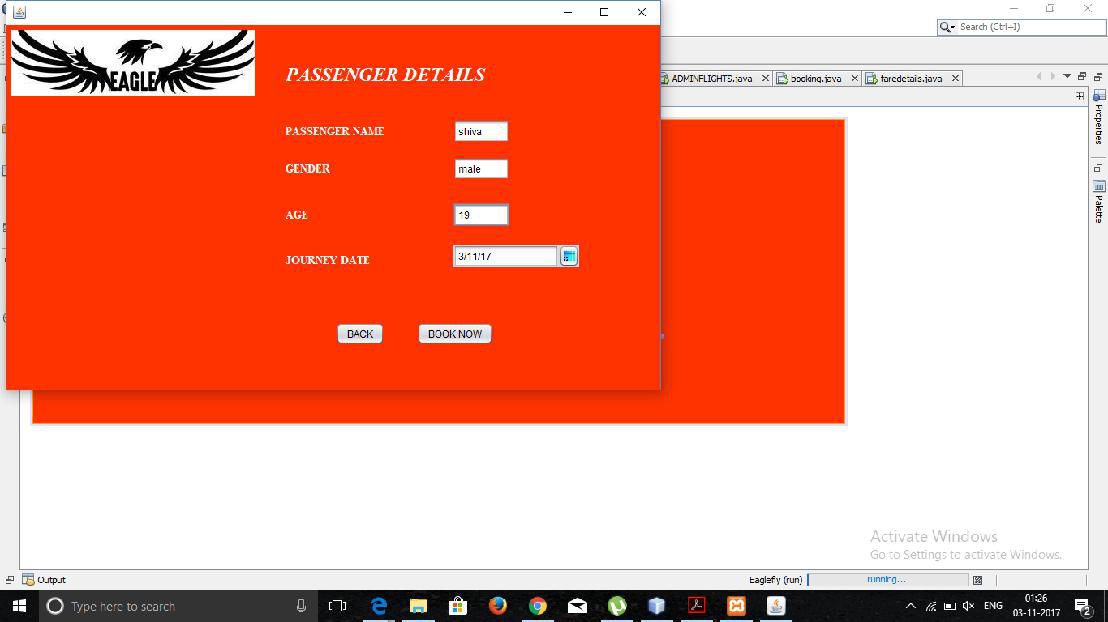 Search (Ctrl+I)
ADMINFLIGHTS.java
booking.java
faredetails.java
EAGLE
PASSENGER DETAILS
PASSENGER NAME
shiva
GENDER
male
AGE
19
JOURNEY DATE
3/11/17
BACK
BOOK NOW
Properties
Palette
Activate Windows
Go to Settings to activate Windows.
Output
Eaglefly (run)
running...
Type here to search
ENG
01:26
03-11-2017
2